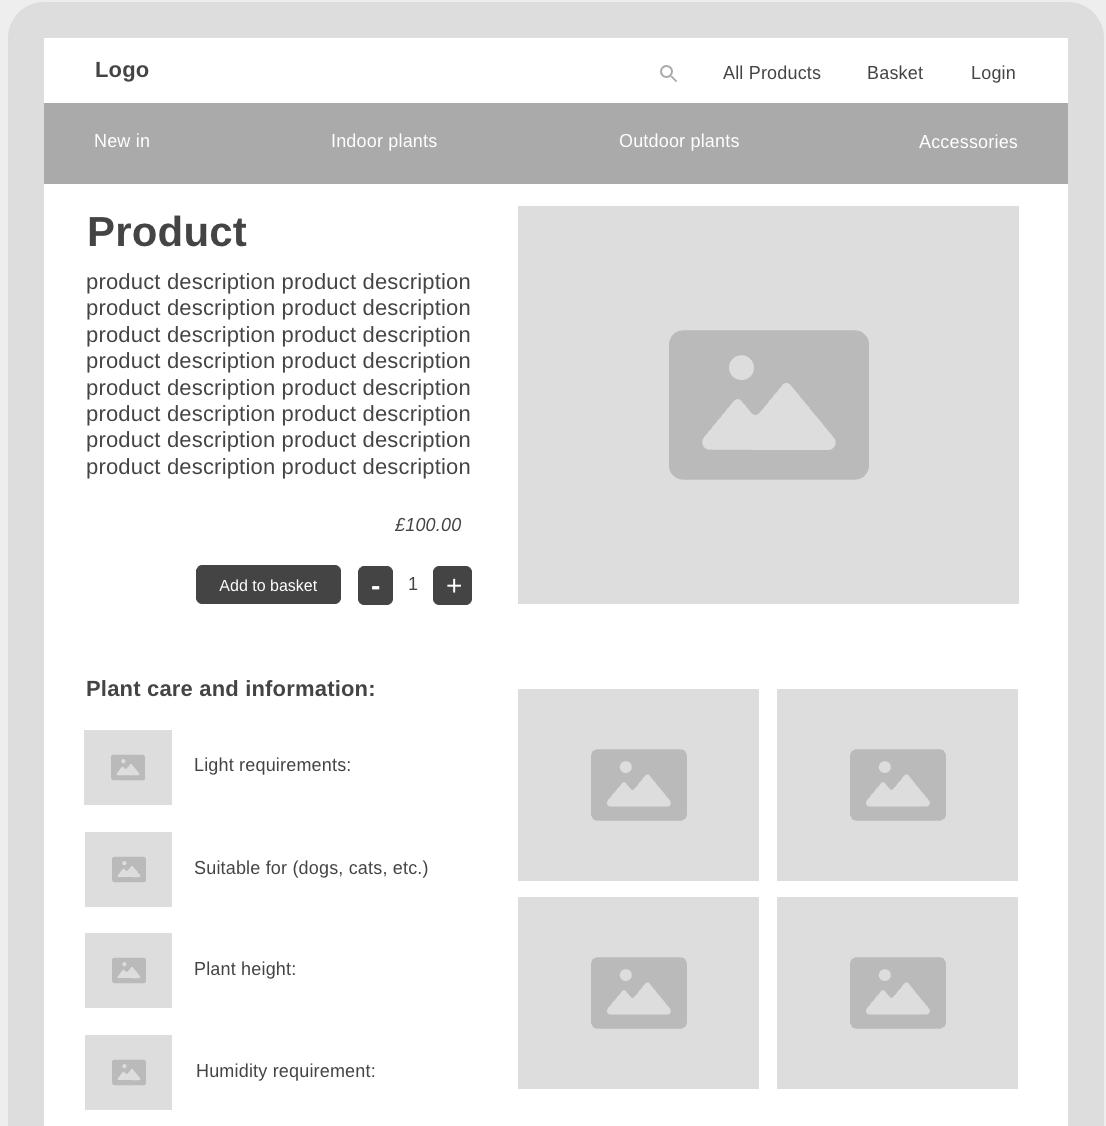 Logo
All Products Basket Login
New in Indoor plants Outdoor plants Accessories
Product
product description product description
product description product description
product description product description
product description product description
product description product description
product description product description
product description product description
product description product description
£100.00
Add to basket - 1 +
Plant care and information:
Light requirements:
Suitable for (dogs, cats, etc.)
Plant height:
Humidity requirement: